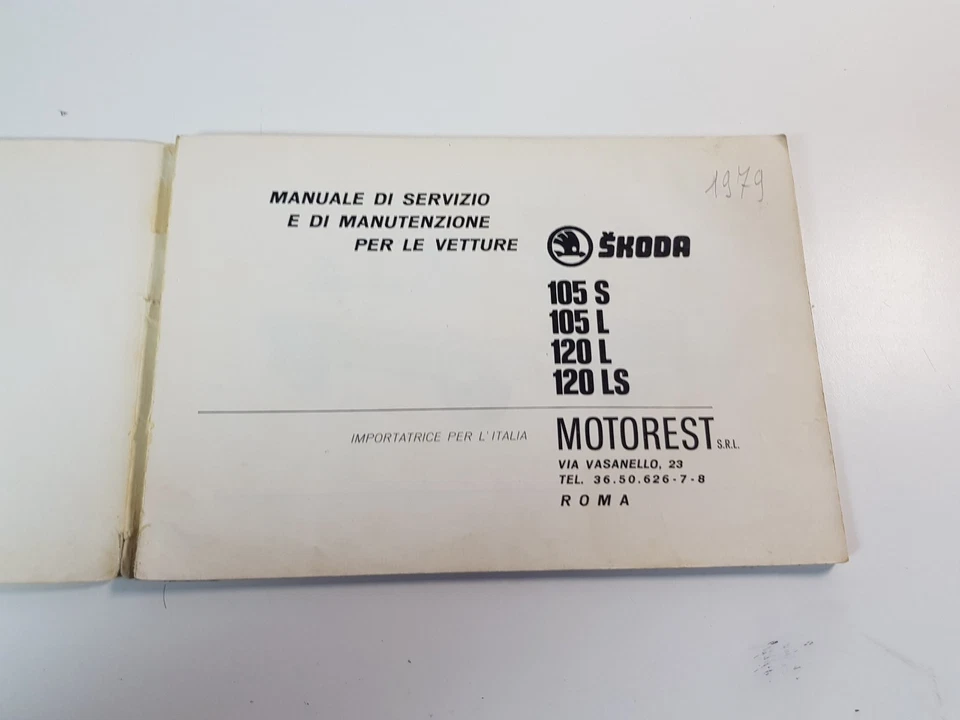 1979
MANUALE DI SERVIZIO
E DI MANUTENZIONE
PER LE VETTURE
ŠKODA
105 S
105 L
120 L
120 LS
IMPORTATRICE PER L'ITALIA
MOTOREST S.R.L.
VIA VASANELLO, 23
TEL. 36.50.626-7-8
ROMA